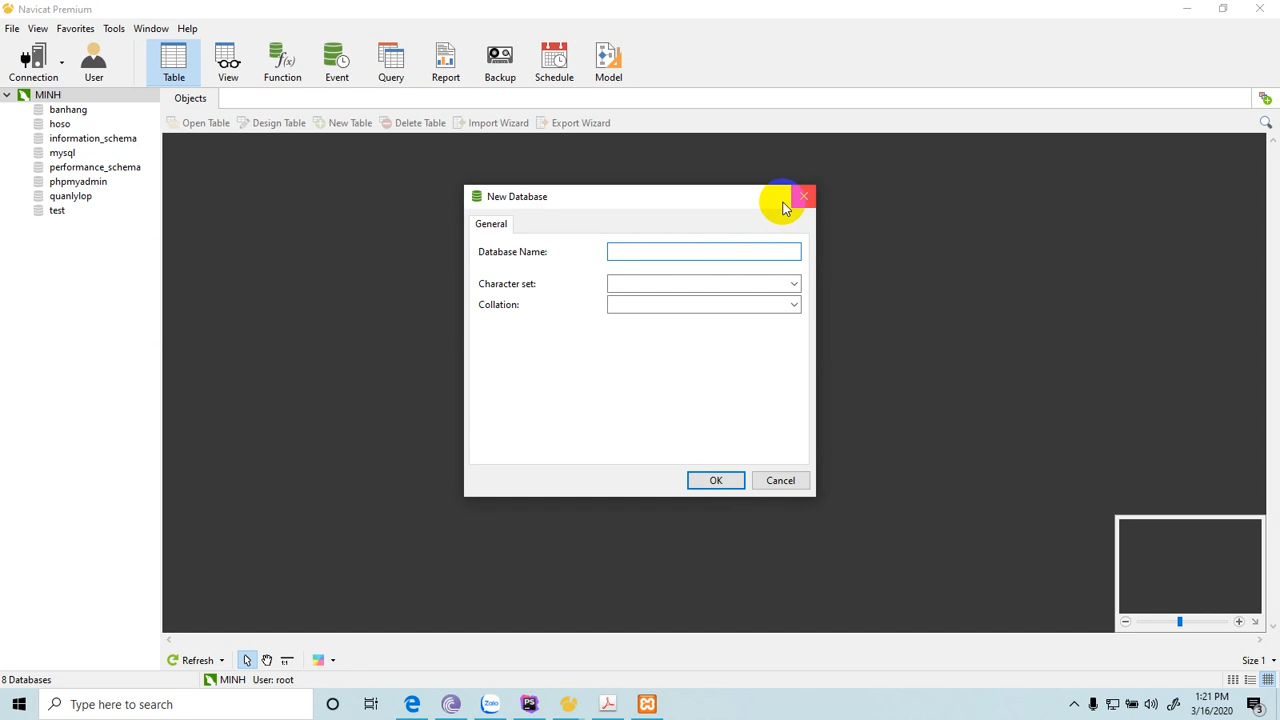 Navicat Premium
File View Favorites Tools Window Help
Connection User Table View Function Event Query Report Backup Schedule Model
MINH
banhang
hoso
information_schema
mysql
performance_schema
phpmyadmin
quanlylop
test
Objects
Open Table Design Table New Table Delete Table Import Wizard Export Wizard
New Database
General
Database Name:
Character set:
Collation:
OK Cancel
Refresh Size 1
8 Databases MINH User: root
Type here to search
Zalo
1:21 PM
3/16/2020
3